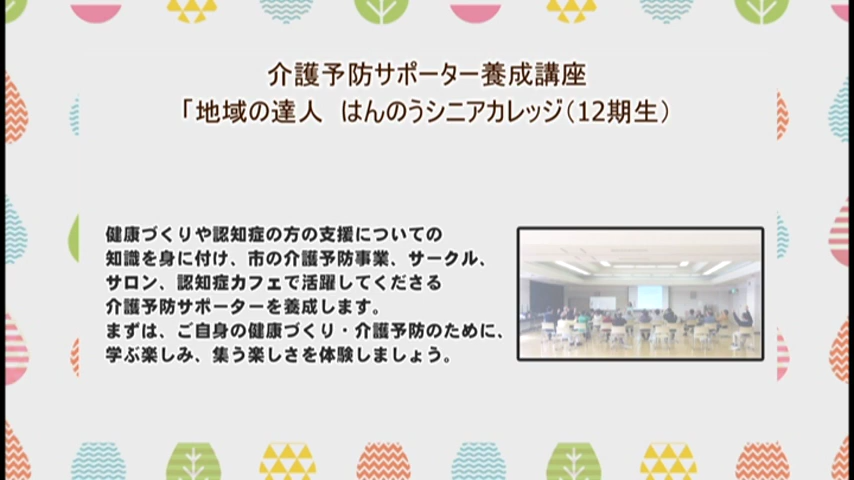 介護予防サポーター養成講座
「地域の達人　はんのうシニアカレッジ（12期生）
健康づくりや認知症の方の支援についての
知識を身に付け、市の介護予防事業、サークル、
サロン、認知症カフェで活躍してくださる
介護予防サポーターを養成します。
まずは、ご自身の健康づくり・介護予防のために、
学ぶ楽しみ、集う楽しさを体験しましょう。